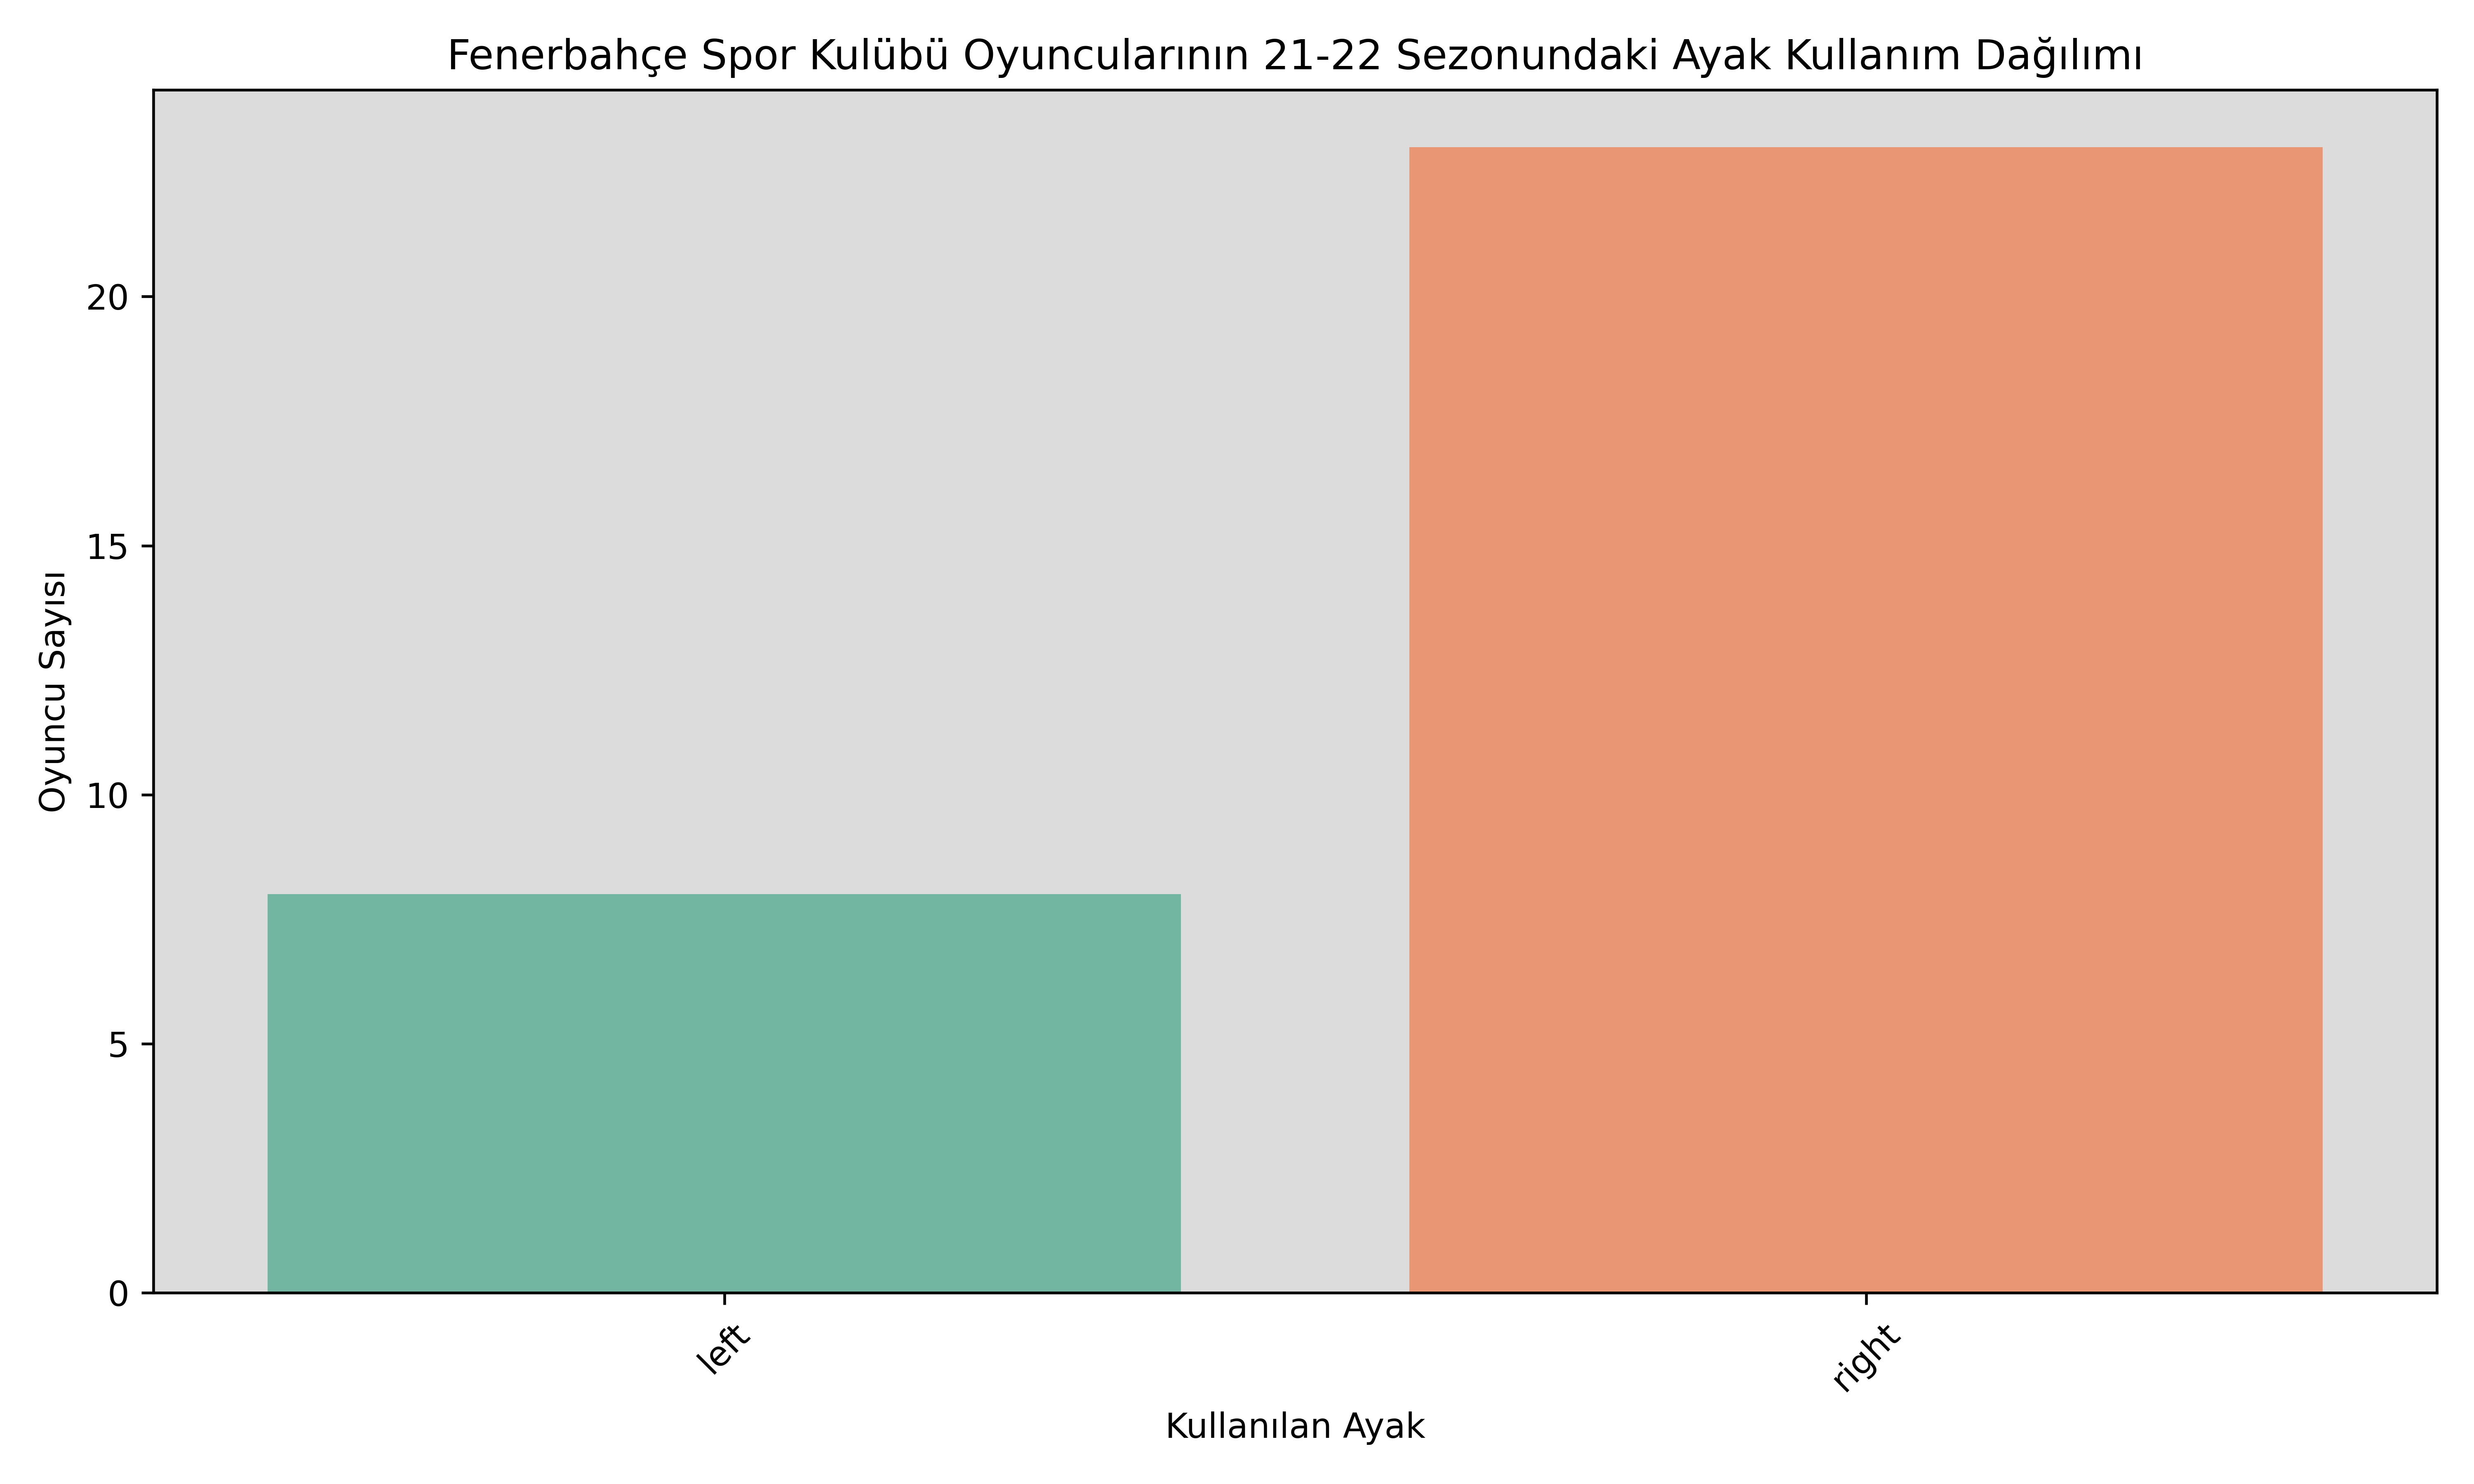 Fenerbahçe Spor Kulübü Oyuncularının 21-22 Sezonundaki Ayak Kullanım Dağılımı
Oyuncu Sayısı
20
15
10
5
0
left
right
Kullanılan Ayak